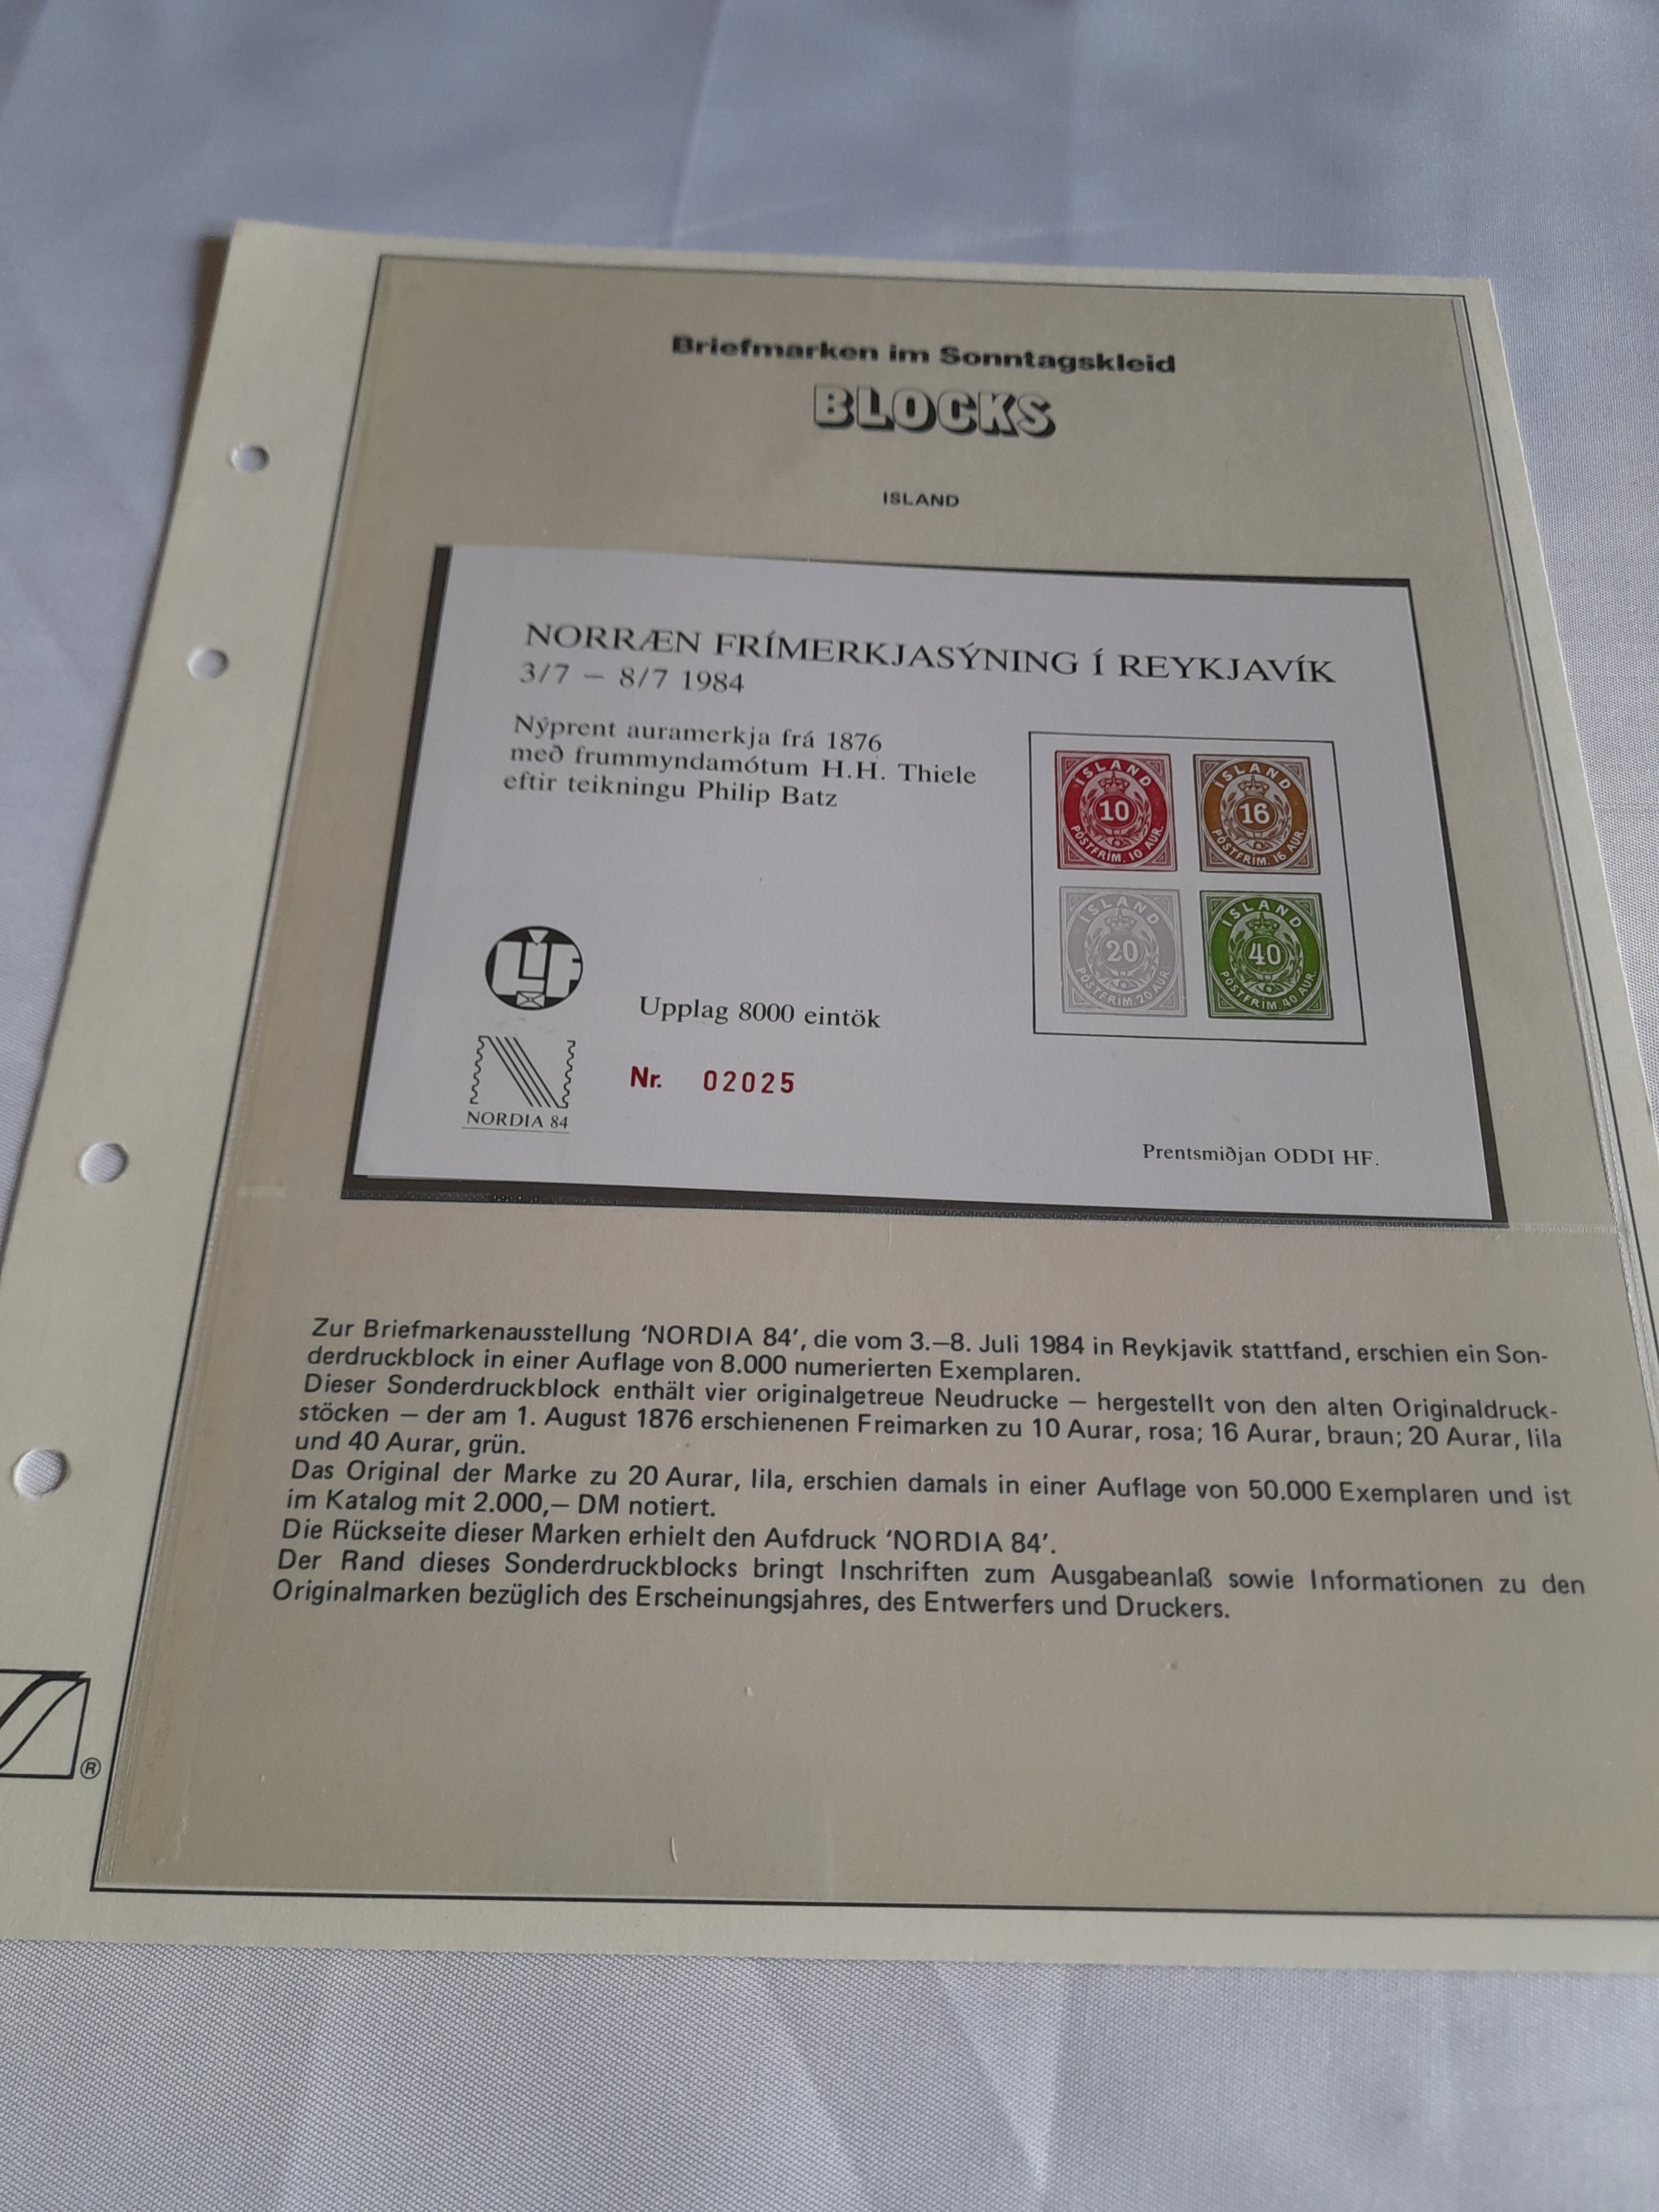 Briefmarken im Sonntagskleid
BLOCKS
ISLAND
NORRÆN FRÍMERKJASÝNING Í REYKJAVÍK
3/7 – 8/7 1984
Nýprent auramerkja frá 1876
með frummyndamótum H.H. Thiele
eftir teikningu Philip Batz
ISLAND
10
PÓSTFRIM. 10 AUR.
ISLAND
16
PÓSTFRIM. 16 AUR.
ISLAND
20
PÓSTFRIM. 20 AUR
ISLAND
40
PÓSTFRIM. 40 AUR.
Upplag 8000 eintök
Nr. 02025
NORDIA 84
Prentsmiðjan ODDI HF.
Zur Briefmarkenausstellung ‘NORDIA 84’, die vom 3.–8. Juli 1984 in Reykjavik stattfand, erschien ein Son-
derdruckblock in einer Auflage von 8.000 numerierten Exemplaren.
Dieser Sonderdruckblock enthält vier originalgetreue Neudrucke – hergestellt von den alten Originaldruck-
stöcken – der am 1. August 1876 erschienenen Freimarken zu 10 Aurar, rosa; 16 Aurar, braun; 20 Aurar, lila
und 40 Aurar, grün.
Das Original der Marke zu 20 Aurar, lila, erschien damals in einer Auflage von 50.000 Exemplaren und ist
im Katalog mit 2.000,– DM notiert.
Die Rückseite dieser Marken erhielt den Aufdruck ‘NORDIA 84’.
Der Rand dieses Sonderdruckblocks bringt Inschriften zum Ausgabeanlaß sowie Informationen zu den
Originalmarken bezüglich des Erscheinungsjahres, des Entwerfers und Druckers.
®